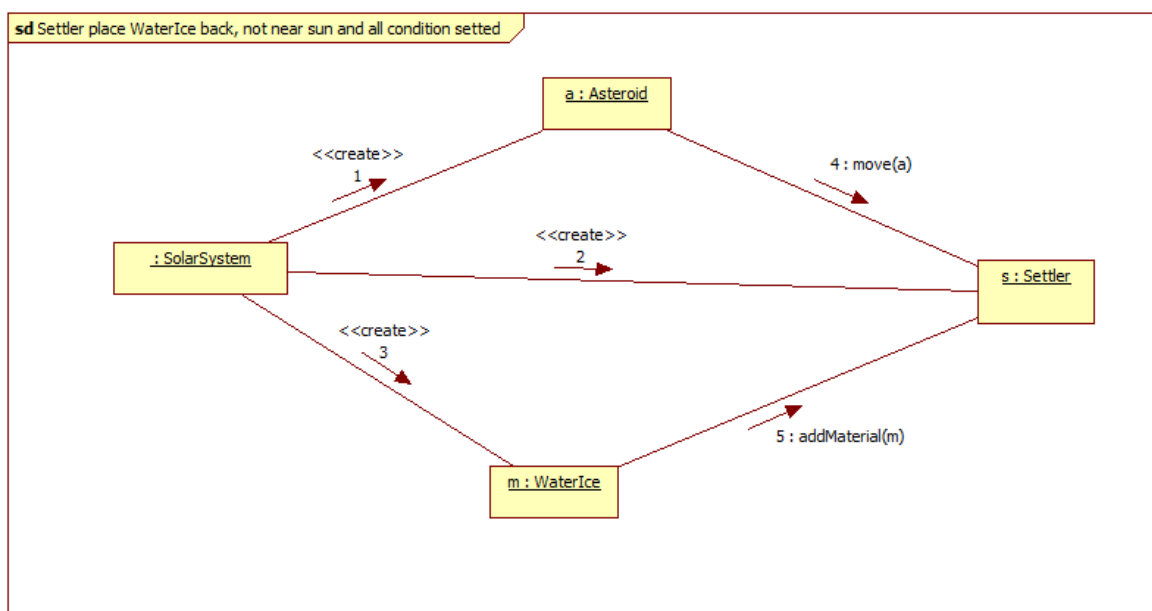 sd Settler place WaterIce back, not near sun and all condition setted
a : Asteroid
<<create>>
1
4 : move(a)
<<create>>
2
: SolarSystem
s : Settler
<<create>>
3
5 : addMaterial(m)
m : WaterIce